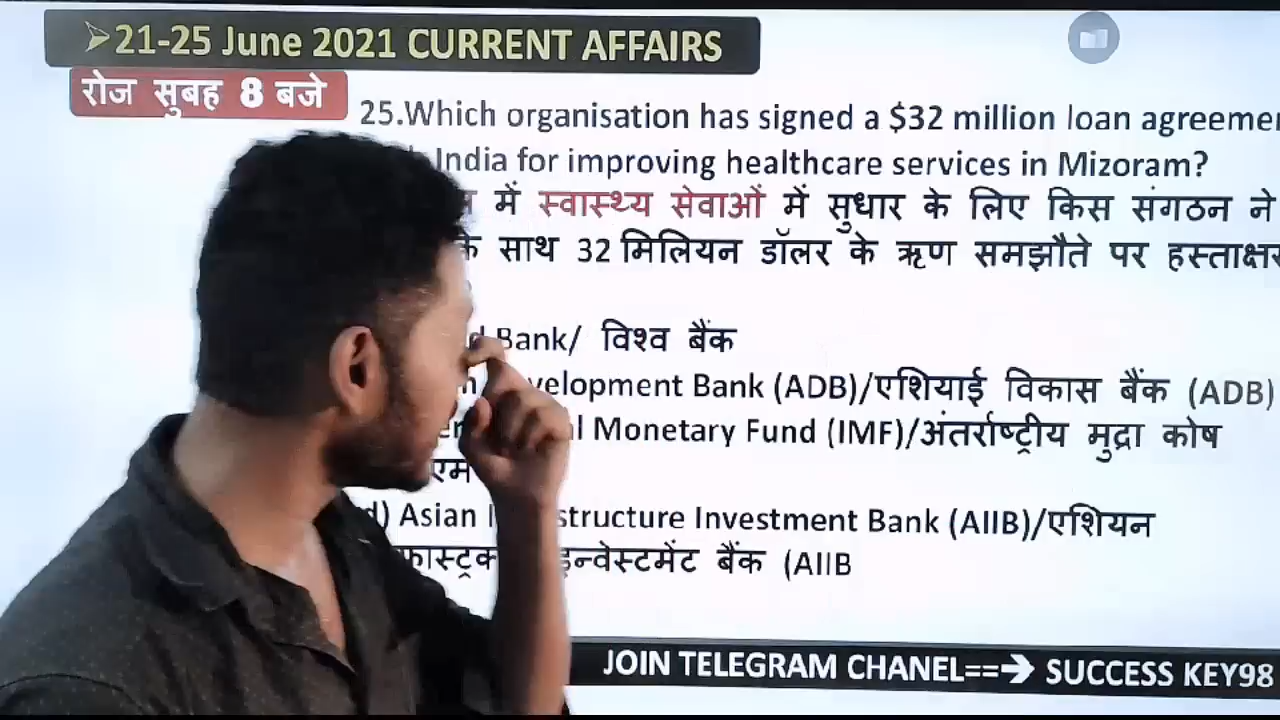 ➢21-25 June 2021 CURRENT AFFAIRS
रोज सुबह 8 बजे
25.Which organisation has signed a $32 million loan agreemen
India for improving healthcare services in Mizoram?
में स्वास्थ्य सेवाओं में सुधार के लिए किस संगठन ने
के साथ 32 मिलियन डॉलर के ऋण समझौते पर हस्ताक्षर
d Bank/ विश्व बैंक
velopment Bank (ADB)/एशियाई विकास बैंक (ADB)
l Monetary Fund (IMF)/अंतर्राष्ट्रीय मुद्रा कोष
एम
d) Asian I structure Investment Bank (AIIB)/एशियन
फ्रास्ट्रक इन्वेस्टमेंट बैंक (AIIB
JOIN TELEGRAM CHANEL==➔ SUCCESS KEY98